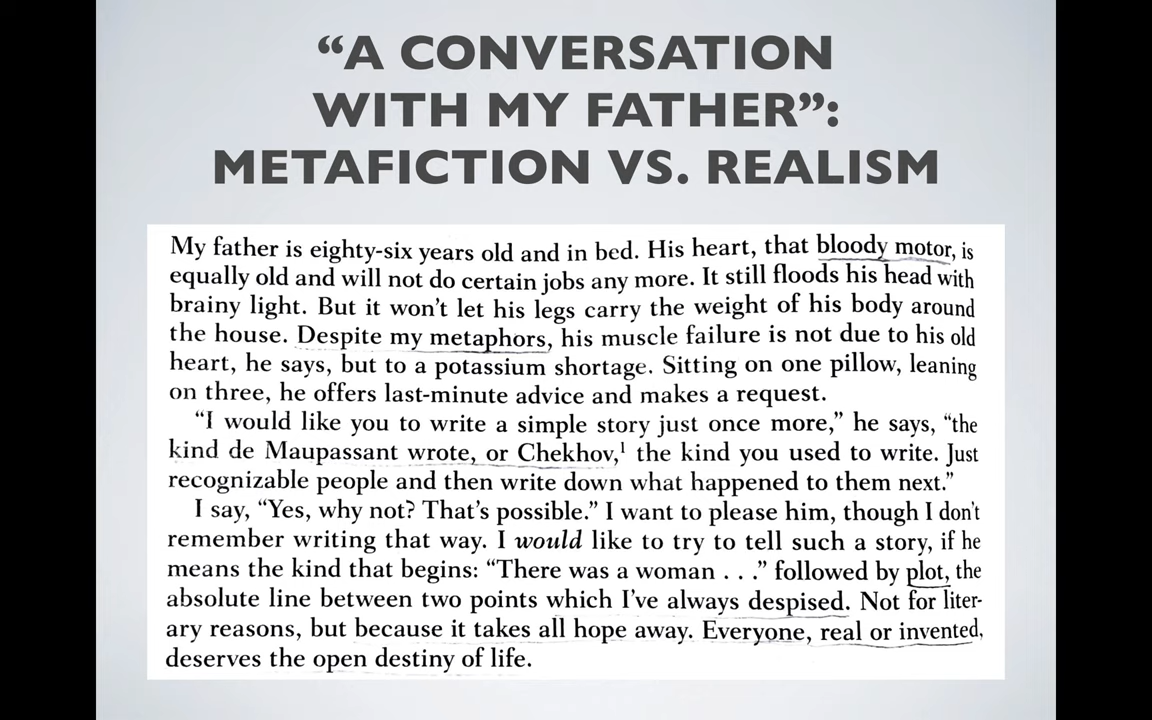 “A CONVERSATION
WITH MY FATHER”:
METAFICTION VS. REALISM
My father is eighty-six years old and in bed. His heart, that bloody motor, is
equally old and will not do certain jobs any more. It still floods his head with
brainy light. But it won’t let his legs carry the weight of his body around
the house. Despite my metaphors, his muscle failure is not due to his old
heart, he says, but to a potassium shortage. Sitting on one pillow, leaning
on three, he offers last-minute advice and makes a request.
“I would like you to write a simple story just once more,” he says, “the
kind de Maupassant wrote, or Chekhov,¹ the kind you used to write. Just
recognizable people and then write down what happened to them next.”
I say, “Yes, why not? That’s possible.” I want to please him, though I don’t
remember writing that way. I would like to try to tell such a story, if he
means the kind that begins: “There was a woman . . .” followed by plot, the
absolute line between two points which I’ve always despised. Not for liter-
ary reasons, but because it takes all hope away. Everyone, real or invented,
deserves the open destiny of life.